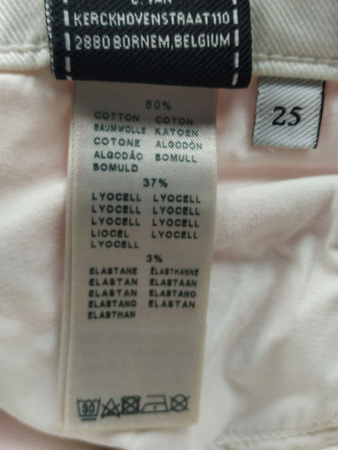 KERCKHOVENSTRAAT 110
2880 BORNEM, BELGIUM
25
60%
COTTON COTON
BAUMWOLLE KATOEN
COTONE ALGODÓN
ALGODÃO BOMULL
BOMULD
37%
LYOCELL LYOCELL
LYOCELL LYOCELL
LYOCELL LYOCELL
LIOCEL LYOCELL
LYOCELL
3%
ELASTANE ÉLASTHANNE
ELASTAN ELASTAAN
ELASTAN ELASTANO
ELASTANO ELASTAN
ELASTHAN
30